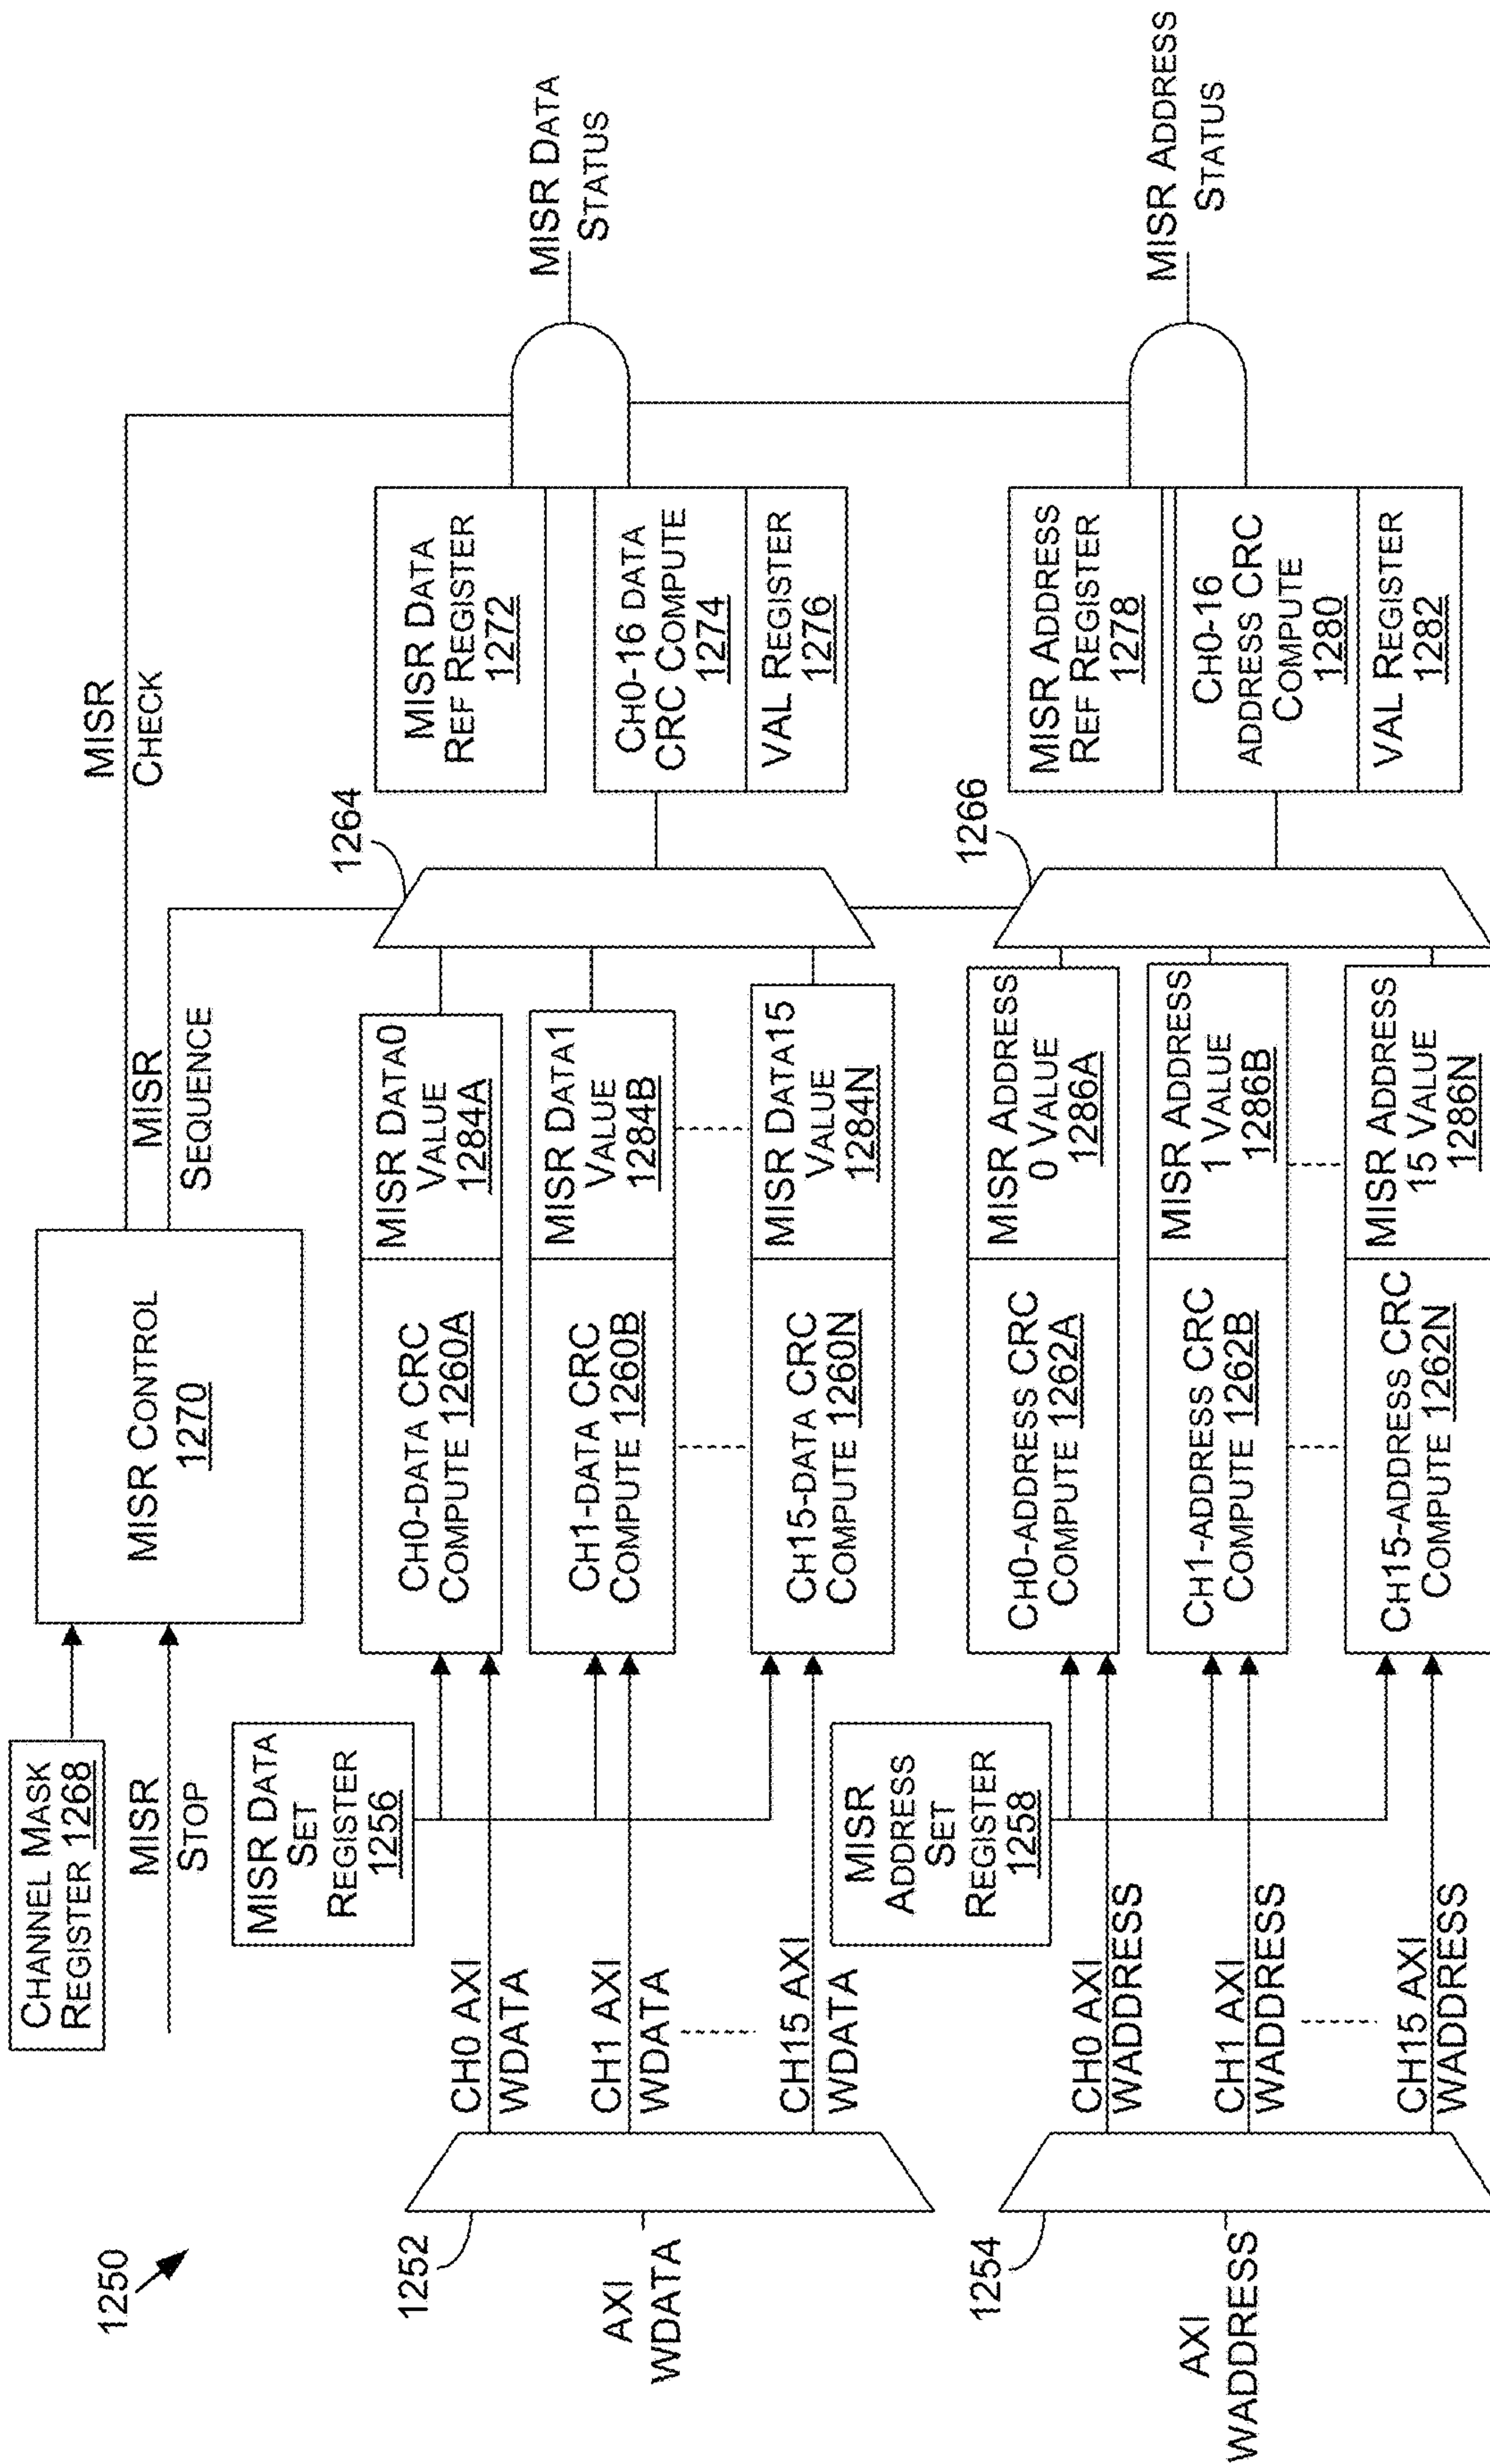 1250
CHANNEL MASK
REGISTER 1268
MISR
STOP
MISR CONTROL
1270
MISR
CHECK
MISR
SEQUENCE
AXI
WDATA
1252
CH0 AXI
WDATA
CH1 AXI
WDATA
CH15 AXI
WDATA
MISR DATA
SET
REGISTER
1256
CH0-DATA CRC
COMPUTE 1260A
MISR DATA0
VALUE
1284A
CH1-DATA CRC
COMPUTE 1260B
MISR DATA1
VALUE
1284B
CH15-DATA CRC
COMPUTE 1260N
MISR DATA15
VALUE
1284N
1264
MISR DATA
REF REGISTER
1272
CH0-16 DATA
CRC COMPUTE
1274
VAL REGISTER
1276
MISR DATA
STATUS
AXI
WADDRESS
1254
CH0 AXI
WADDRESS
CH1 AXI
WADDRESS
CH15 AXI
WADDRESS
MISR
ADDRESS
SET
REGISTER
1258
CH0-ADDRESS CRC
COMPUTE 1262A
MISR ADDRESS
0 VALUE
1286A
CH1-ADDRESS CRC
COMPUTE 1262B
MISR ADDRESS
1 VALUE
1286B
CH15-ADDRESS CRC
COMPUTE 1262N
MISR ADDRESS
15 VALUE
1286N
1266
MISR ADDRESS
REF REGISTER
1278
CH0-16
ADDRESS CRC
COMPUTE
1280
VAL REGISTER
1282
MISR ADDRESS
STATUS